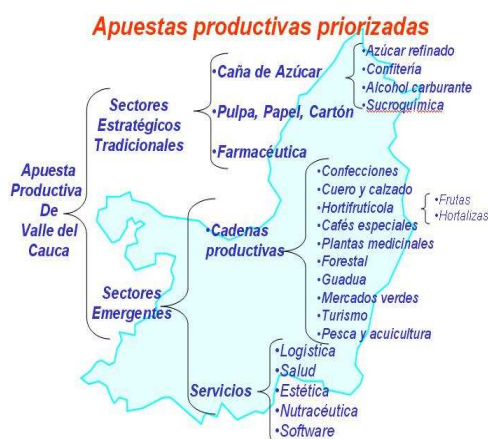 Apuestas productivas priorizadas
Apuesta
Productiva
De
Valle del
Cauca
Sectores
Estratégicos
Tradicionales
•Caña de Azúcar
•Azúcar refinado
•Confitería
•Alcohol carburante
•Sucroquímica
•Pulpa, Papel, Cartón
•Farmacéutica
Sectores
Emergentes
•Cadenas
productivas
•Confecciones
•Cuero y calzado
•Hortifruticola
•Frutas
•Hortalizas
•Cafés especiales
•Plantas medicinales
•Forestal
•Guadua
•Mercados verdes
•Turismo
•Pesca y acuicultura
Servicios
•Logística
•Salud
•Estética
•Nutracéutica
•Software